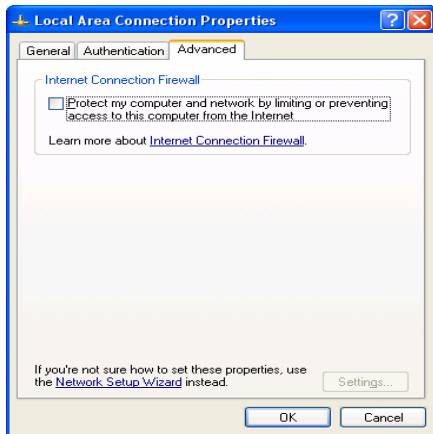 Local Area Connection Properties
General Authentication Advanced
Internet Connection Firewall
Protect my computer and network by limiting or preventing
access to this computer from the Internet
Learn more about Internet Connection Firewall.
If you're not sure how to set these properties, use
the Network Setup Wizard instead.
Settings...
OK Cancel